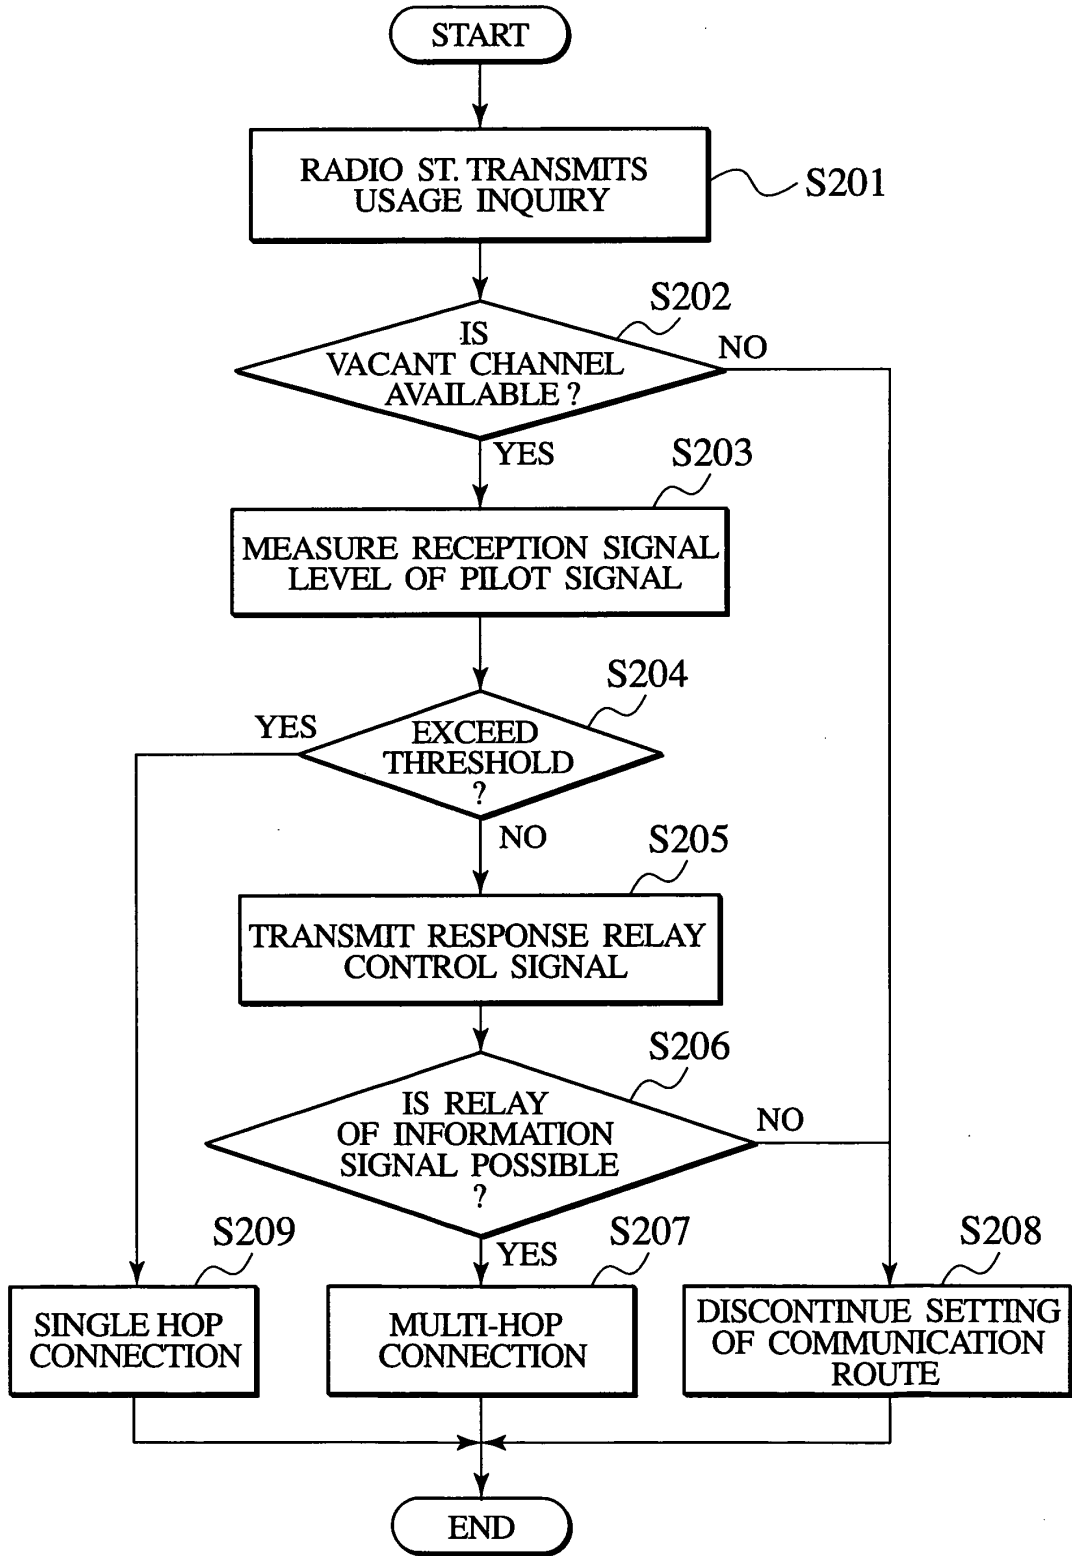 START
RADIO ST. TRANSMITS
USAGE INQUIRY
S201
S202
IS
VACANT CHANNEL
AVAILABLE ?
NO
YES
S203
MEASURE RECEPTION SIGNAL
LEVEL OF PILOT SIGNAL
S204
YES
EXCEED
THRESHOLD
?
NO
S205
TRANSMIT RESPONSE RELAY
CONTROL SIGNAL
S206
IS RELAY
OF INFORMATION
SIGNAL POSSIBLE
?
NO
YES
S209
S207
S208
SINGLE HOP
CONNECTION
MULTI-HOP
CONNECTION
DISCONTINUE SETTING
OF COMMUNICATION
ROUTE
END